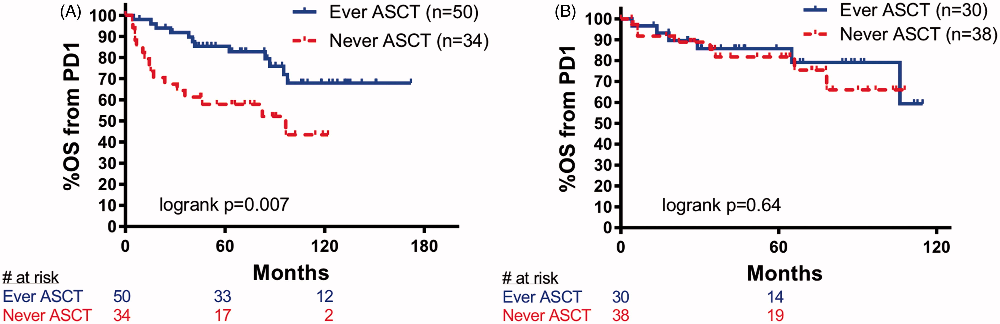 (A)
Ever ASCT (n=50)
Never ASCT (n=34)
%OS from PD1
100
90
80
70
60
50
40
30
20
10
0
logrank p=0.007
0 60 120 180
Months
# at risk
Ever ASCT 50 33 12
Never ASCT 34 17 2
(B)
Ever ASCT (n=30)
Never ASCT (n=38)
%OS from PD1
100
90
80
70
60
50
40
30
20
10
0
logrank p=0.64
0 60 120
Months
# at risk
Ever ASCT 30 14
Never ASCT 38 19